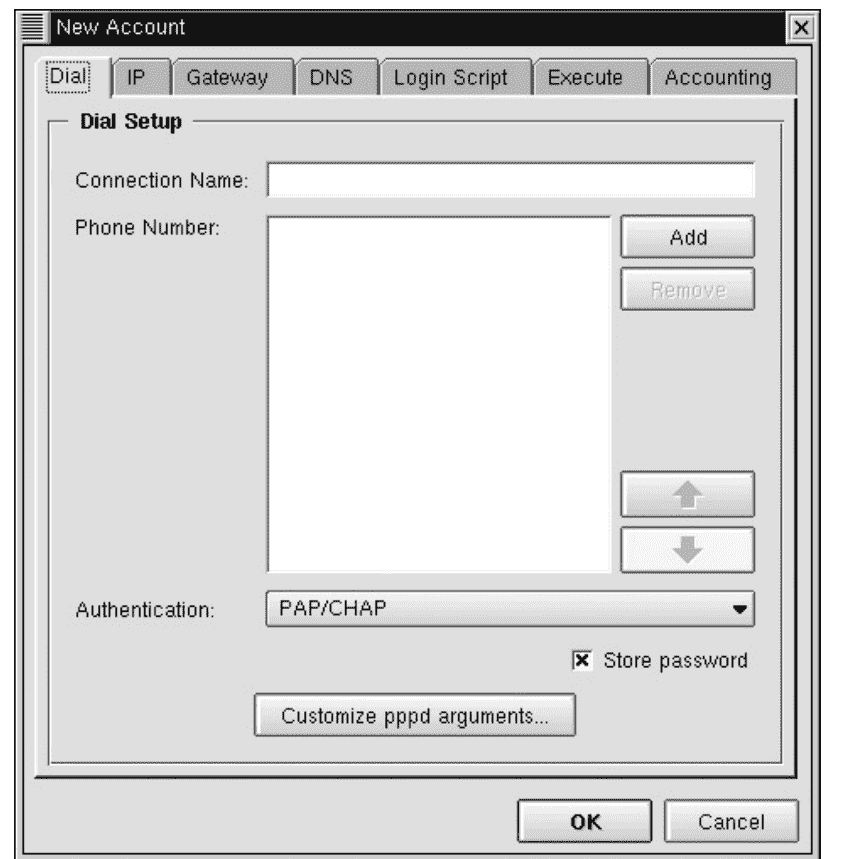 New Account
Dial IP Gateway DNS Login Script Execute Accounting
Dial Setup
Connection Name:
Phone Number:
Add
Remove
Authentication: PAP/CHAP
Store password
Customize pppd arguments...
OK Cancel